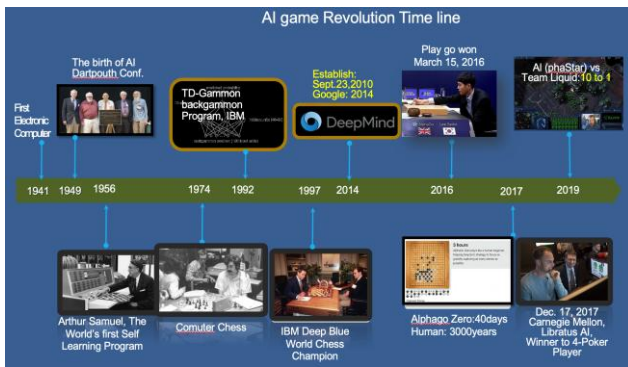 AI game Revolution Time line
The birth of AI
Dartpouth Conf.
First
Electronic
Computer
TD-Gammon
backgammon
Program, IBM
Establish:
Sept.23,2010
Google: 2014
DeepMind
Play go won
March 15, 2016
AI (phaStar) vs
Team Liquid:10 to 1
1941
1949
1956
1974
1992
1997
2014
2016
2017
2019
Arthur Samuel, The
World's first Self
Learning Program
Comuter Chess
IBM Deep Blue
World Chess
Champion
3 hours
Alphago Zero:40days
Human: 3000years
Dec. 17, 2017
Carnegie Mellon,
Libratus AI,
Winner to 4-Poker
Player